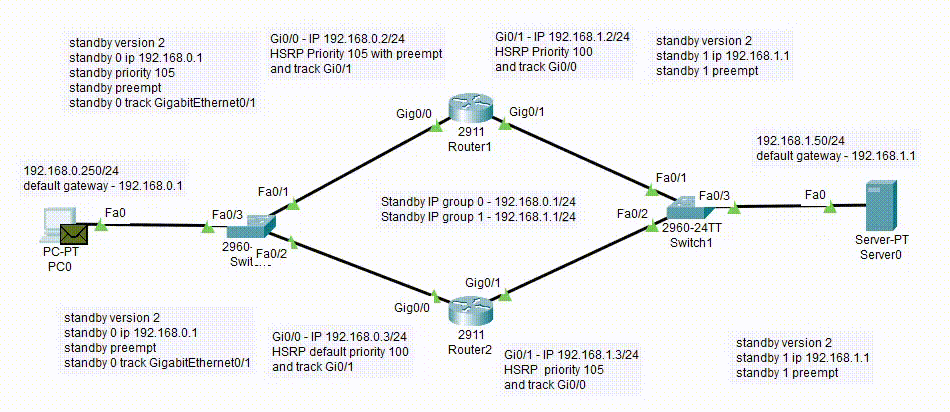 standby version 2
standby 0 ip 192.168.0.1
standby priority 105
standby preempt
standby 0 track GigabitEthernet0/1
Gi0/0 - IP 192.168.0.2/24
HSRP Priority 105 with preempt
and track Gi0/1
Gi0/1 - IP 192.168.1.2/24
HSRP Priority 100
and track Gi0/0
standby version 2
standby 1 ip 192.168.1.1
standby 1 preempt
Gig0/0
Gig0/1
2911
Router1
192.168.0.250/24
default gateway - 192.168.0.1
192.168.1.50/24
default gateway - 192.168.1.1
Fa0
Fa0/3
Fa0/1
Fa0/2
2960-
PC-PT
PC0
Standby IP group 0 - 192.168.0.1/24
Standby IP group 1 - 192.168.1.1/24
Fa0/1
Fa0/3
Fa0
Fa0/2
2960-24TT
Switch1
Server-PT
Server0
Gig0/1
Gig0/0
2911
Router2
standby version 2
standby 0 ip 192.168.0.1
standby preempt
standby 0 track GigabitEthernet0/1
Gi0/0 - IP 192.168.0.3/24
HSRP default priority 100
and track Gi0/1
Gi0/1 - IP 192.168.1.3/24
HSRP  priority 105
and track Gi0/0
standby version 2
standby 1 ip 192.168.1.1
standby 1 preempt